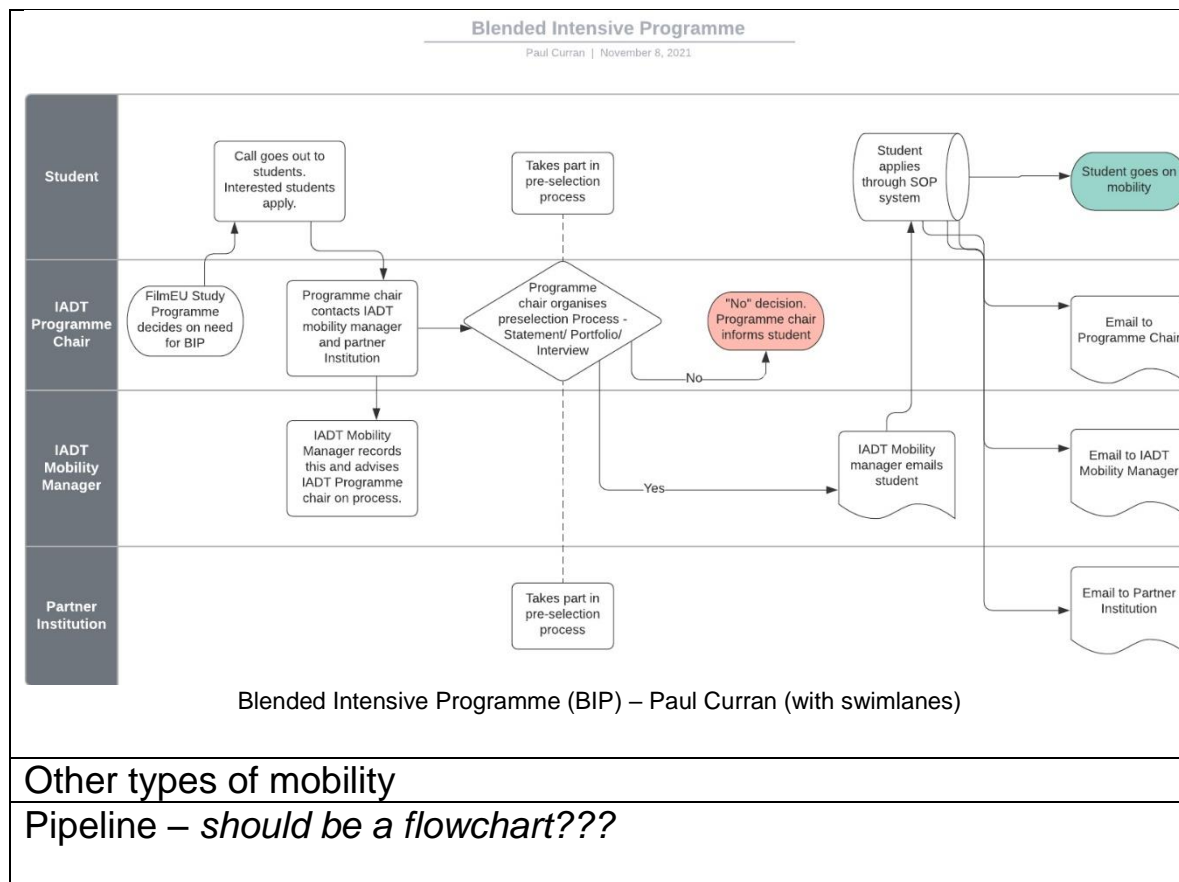 Blended Intensive Programme
Paul Curran | November 8, 2021
Student
Call goes out to
students.
Interested students
apply.
Takes part in
pre-selection
process
Student
applies
through SOP
system
Student goes on
mobility
IADT
Programme
Chair
FilmEU Study
Programme
decides on need
for BIP
Programme chair
contacts IADT
mobility manager
and partner
Institution
Programme
chair organises
preselection Process -
Statement/ Portfolio/
Interview
"No" decision.
Programme chair
informs student
No
Email to
Programme Chair
IADT
Mobility
Manager
IADT Mobility
Manager records
this and advises
IADT Programme
chair on process.
Yes
IADT Mobility
manager emails
student
Email to IADT
Mobility Manager
Partner
Institution
Takes part in
pre-selection
process
Email to Partner
Institution
Blended Intensive Programme (BIP) – Paul Curran (with swimlanes)
Other types of mobility
Pipeline – should be a flowchart???